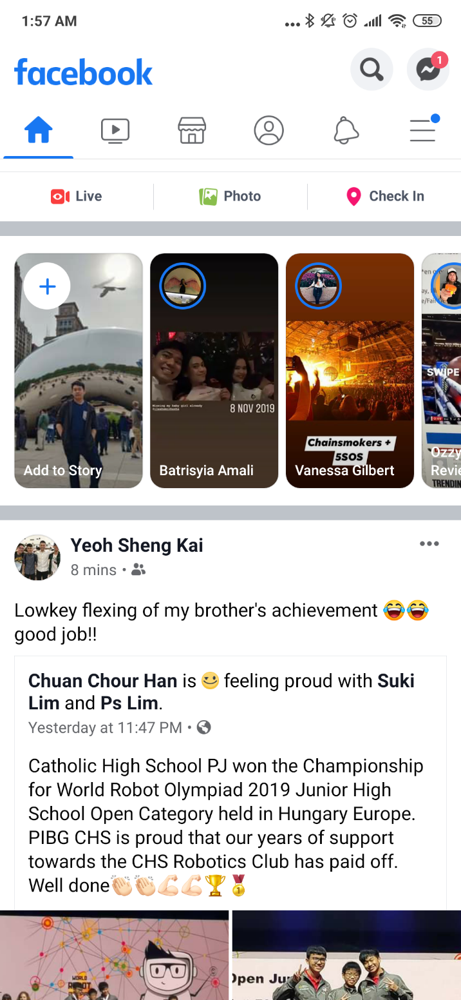 1:57 AM
55
facebook
1
Live
Photo
Check In
Add to Story
8 NOV 2019
Batrisyia Amali
Chainsmokers +
5SOS
Vanessa Gilbert
SWIPE
Ozzy
Revie
TRENDIN
Yeoh Sheng Kai
8 mins •
Lowkey flexing of my brother's achievement 😂😂
good job!!
Chuan Chour Han is feeling proud with Suki
Lim and Ps Lim.
Yesterday at 11:47 PM •
Catholic High School PJ won the Championship
for World Robot Olympiad 2019 Junior High
School Open Category held in Hungary Europe.
PIBG CHS is proud that our years of support
towards the CHS Robotics Club has paid off.
Well done👏🏻👏🏻💪🏻💪🏻🏆🥇
WORLD
ROBOT
Open Ju